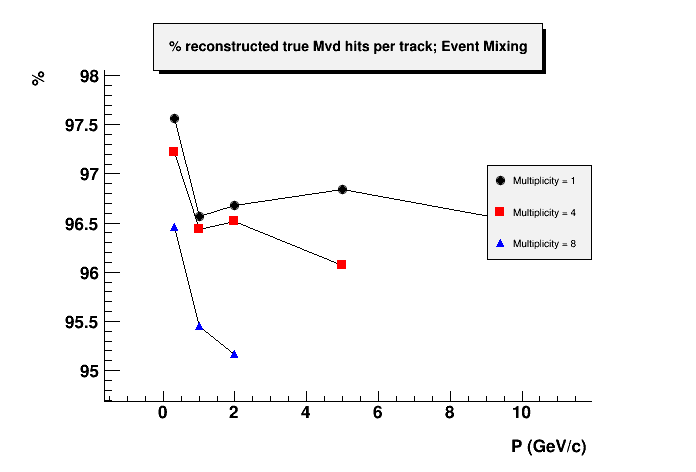 % reconstructed true Mvd hits per track; Event Mixing
%
98
97.5
97
96.5
96
95.5
95
Multiplicity = 1
Multiplicity = 4
Multiplicity = 8
0 2 4 6 8 10
P (GeV/c)